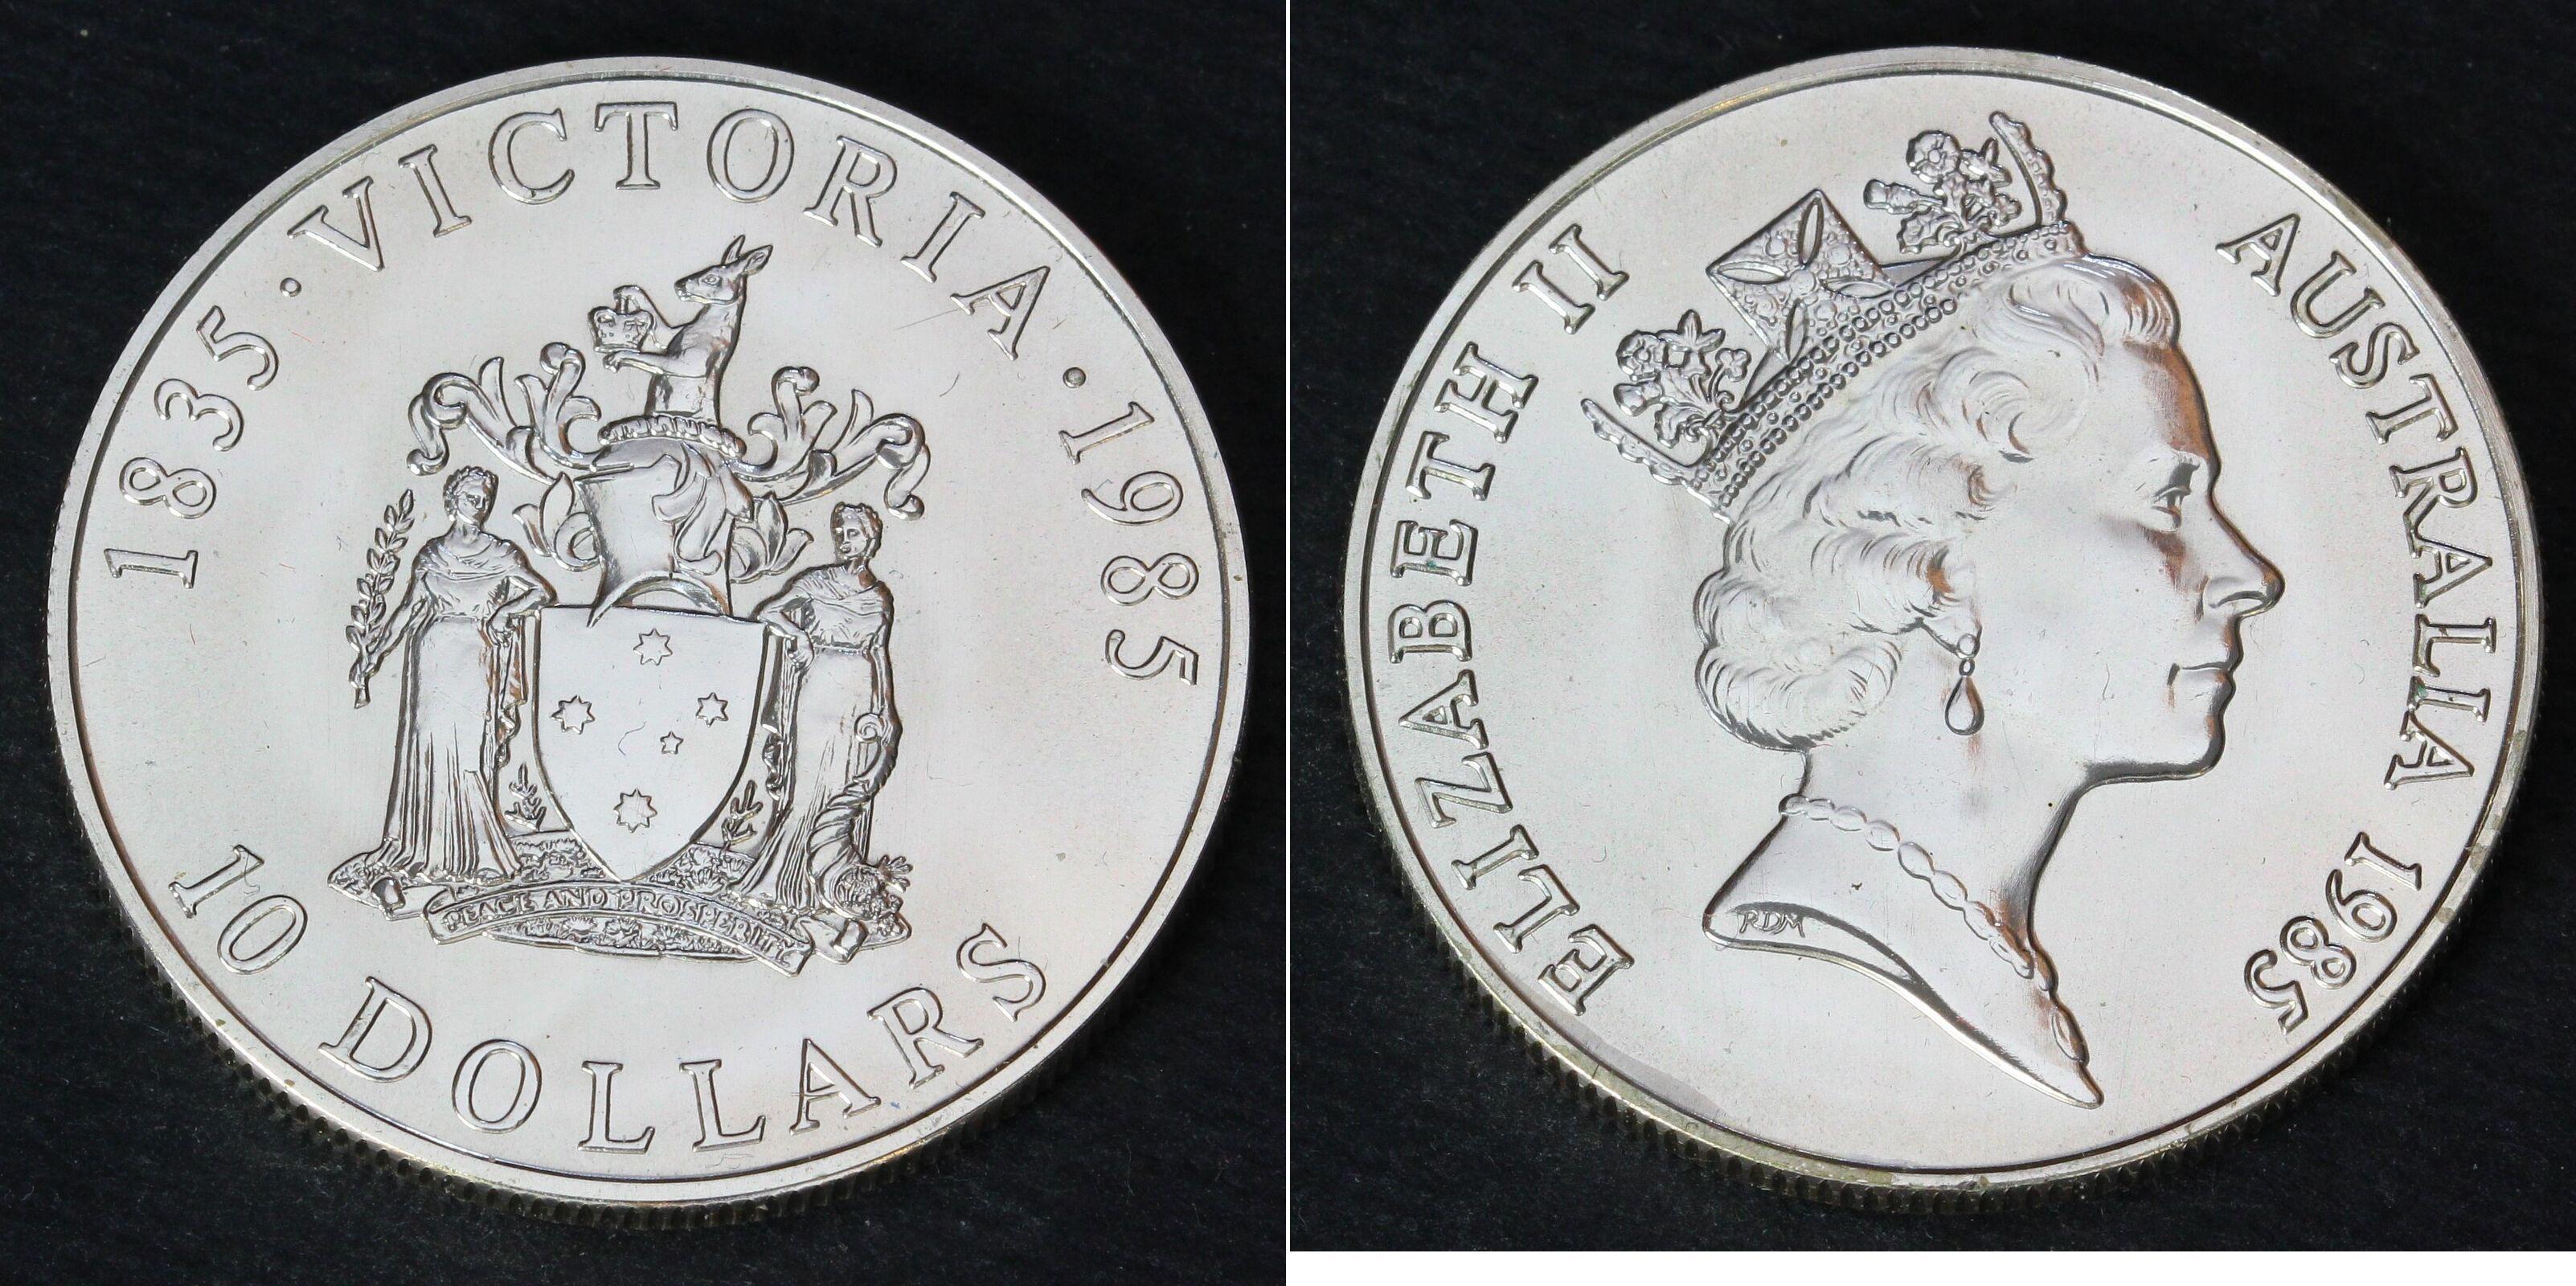 1835 · VICTORIA · 1985
PEACE AND PROSPERITY
10 DOLLARS
ELIZABETH II
AUSTRALIA 1985
RDM